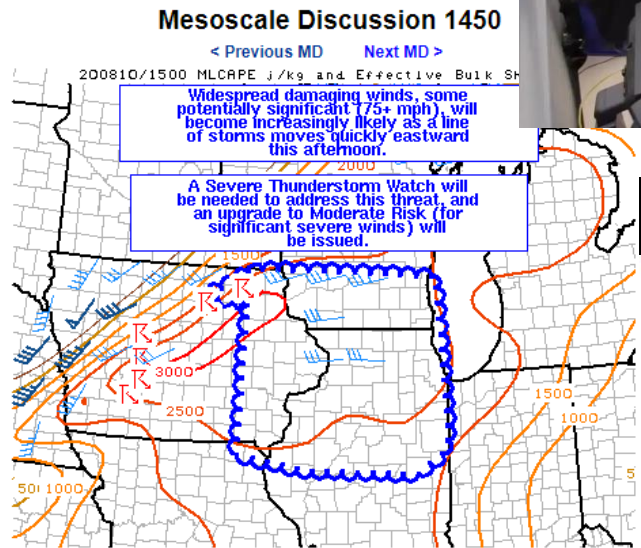 Mesoscale Discussion 1450
< Previous MD Next MD >
200810/1500 MLCAPE j/kg and Effective Bulk
Widespread damaging winds, some
potentially significant (75+ mph), will
become increasingly likely as a line
of storms moves quickly eastward
this afternoon.
2000
A Severe Thunderstorm Watch will
be needed to address this threat, and
an upgrade to Moderate Risk (for
significant severe winds) will
be issued.
1500
3000
2500
1500
1000
1000